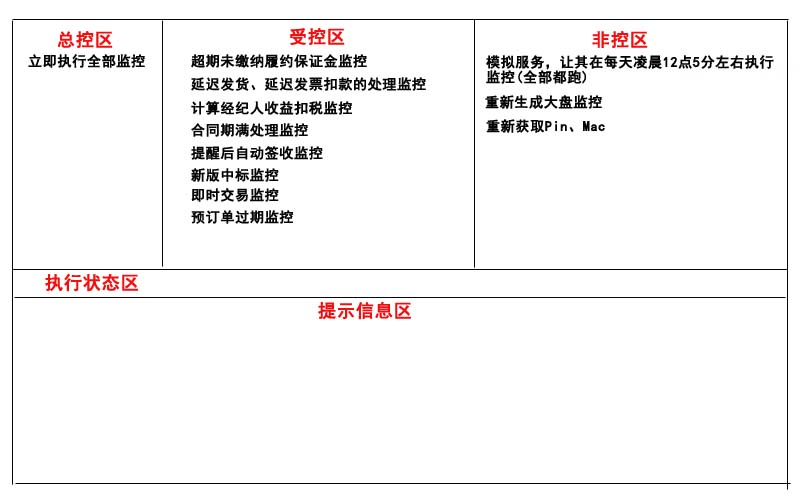 总控区
立即执行全部监控
受控区
超期未缴纳履约保证金监控
延迟发货、延迟发票扣款的处理监控
计算经纪人收益扣税监控
合同期满处理监控
提醒后自动签收监控
新版中标监控
即时交易监控
预订单过期监控
非控区
模拟服务，让其在每天凌晨12点5分左右执行
监控(全部都跑)
重新生成大盘监控
重新获取Pin、Mac
执行状态区
提示信息区